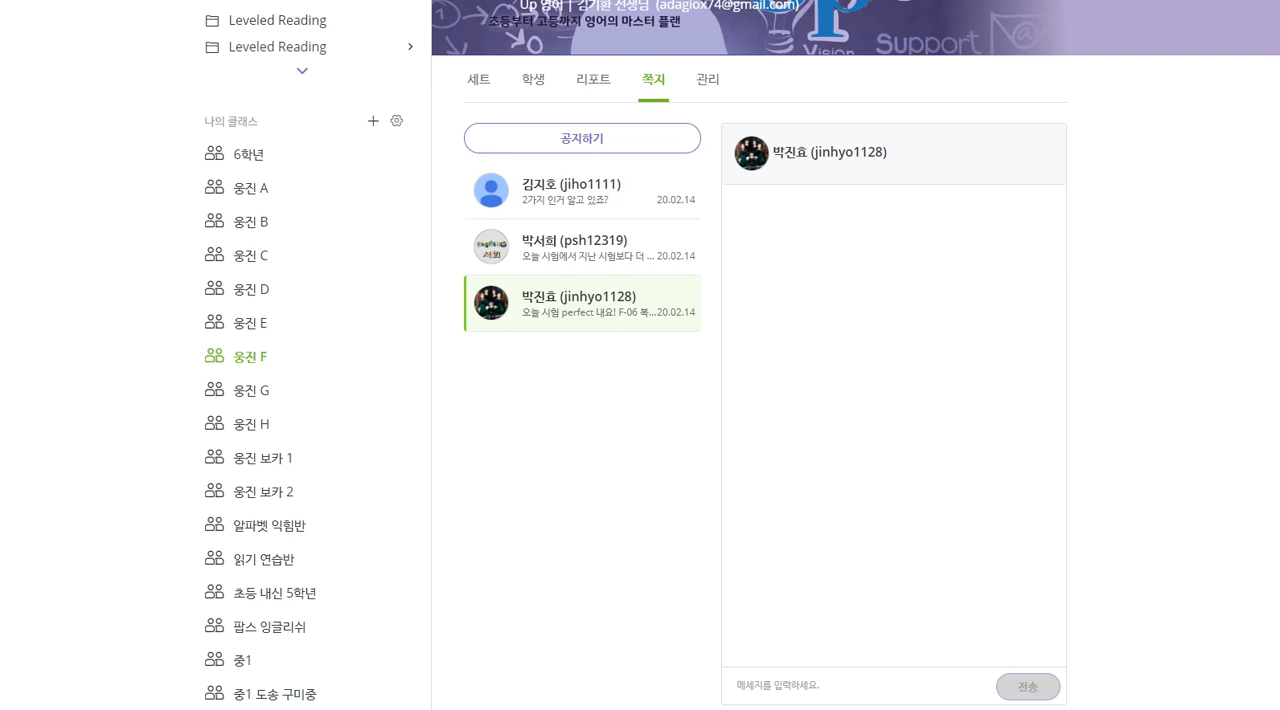 Leveled Reading
Leveled Reading
나의 클래스
6학년
웅진 A
웅진 B
웅진 C
웅진 D
웅진 E
웅진 F
웅진 G
웅진 H
웅진 보카 1
웅진 보카 2
알파벳 익힘반
읽기 연습반
초등 내신 5학년
팝스 잉글리쉬
중1
중1 도송 구미중
Up 영어 | 김기환 선생님 (adagiox74@gmail.com)
초등부터 고등까지 영어의 마스터 플랜
Vision
Support
세트 학생 리포트 쪽지 관리
공지하기
김지호 (jiho1111)
2가지 인거 알고 있죠? 20.02.14
박서희 (psh12319)
오늘 시험에서 지난 시험보다 더 ... 20.02.14
박진효 (jinhyo1128)
오늘 시험 perfect 내요! F-06 복...20.02.14
박진효 (jinhyo1128)
메세지를 입력하세요.
전송